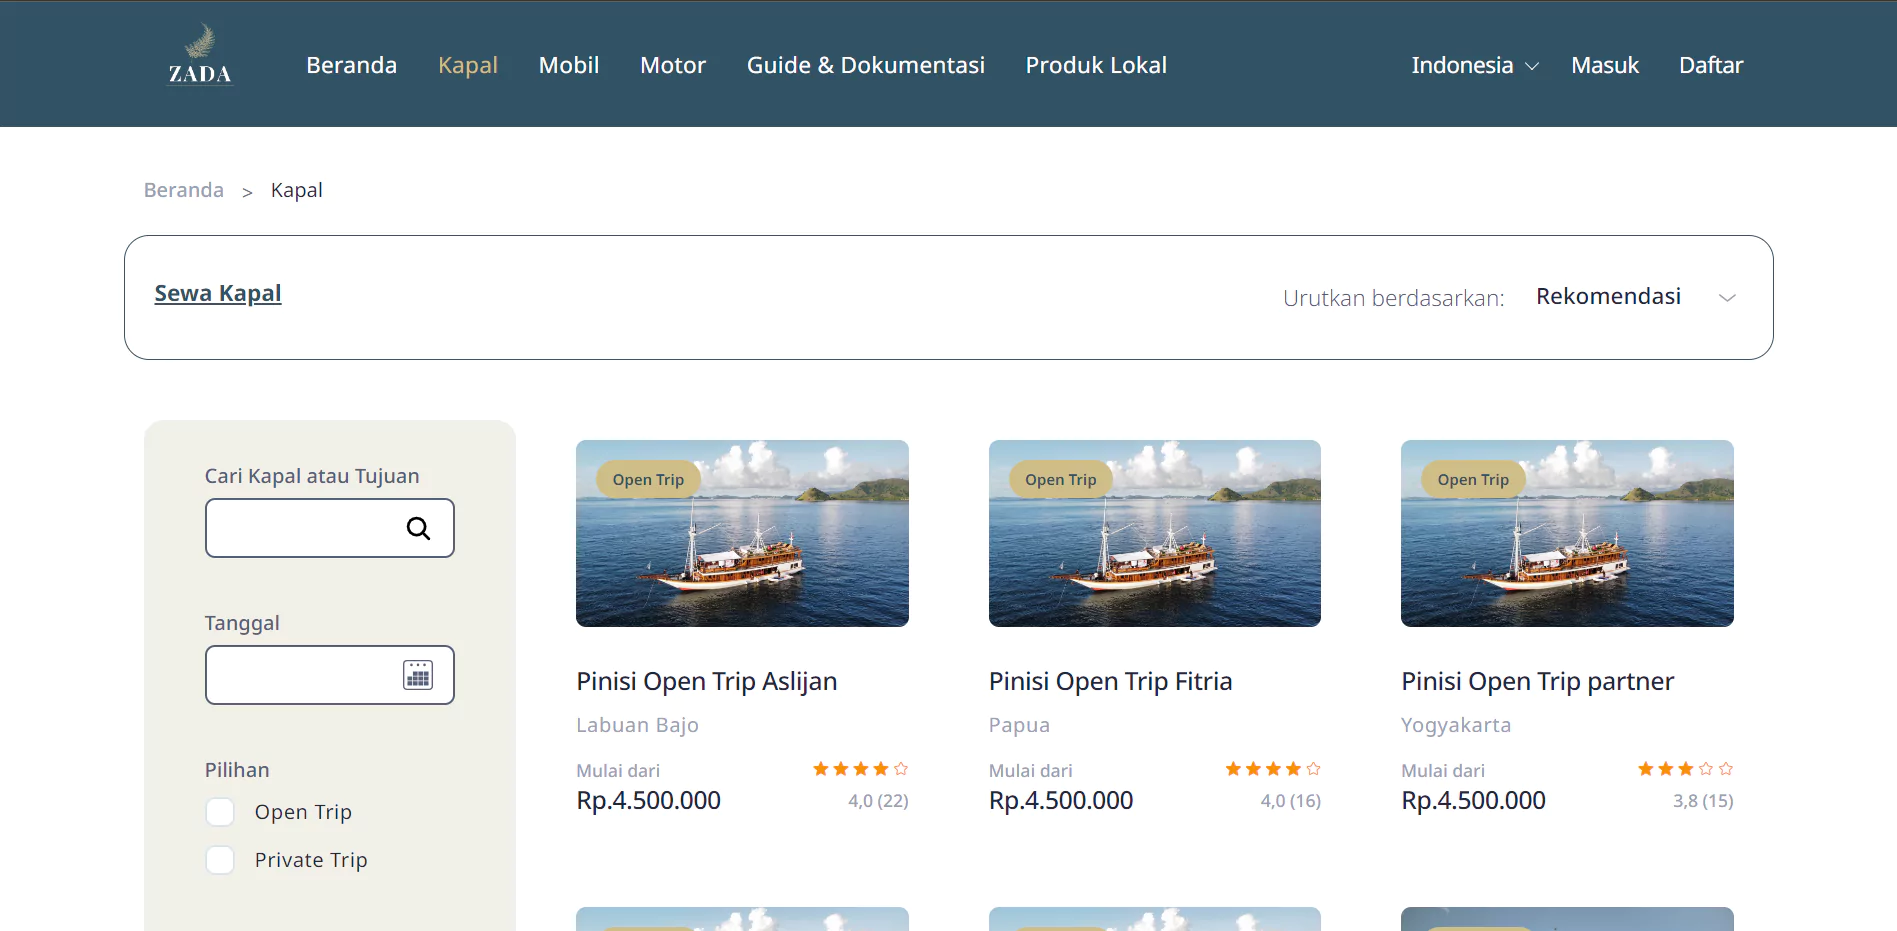 ZADA
Beranda Kapal Mobil Motor Guide & Dokumentasi Produk Lokal Indonesia Masuk Daftar
Beranda > Kapal
Sewa Kapal
Urutkan berdasarkan: Rekomendasi
Cari Kapal atau Tujuan
Tanggal
Pilihan
Open Trip
Private Trip
Open Trip
Pinisi Open Trip Aslijan
Labuan Bajo
Mulai dari
Rp.4.500.000
4,0 (22)
Open Trip
Pinisi Open Trip Fitria
Papua
Mulai dari
Rp.4.500.000
4,0 (16)
Open Trip
Pinisi Open Trip partner
Yogyakarta
Mulai dari
Rp.4.500.000
3,8 (15)